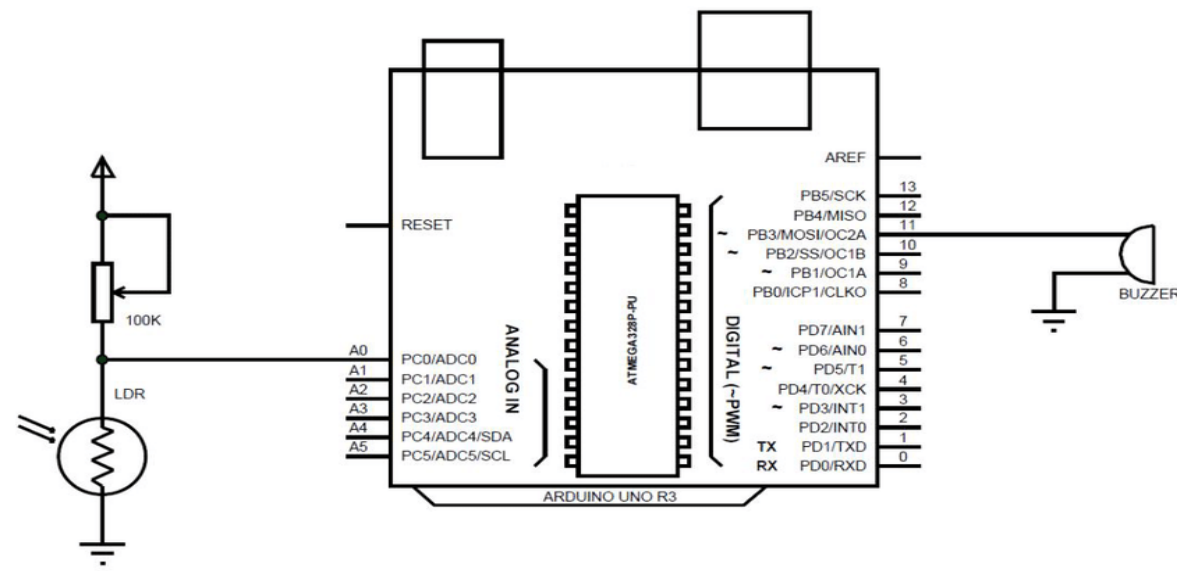 AREF
PB5/SCK 13
PB4/MISO 12
~ PB3/MOSI/OC2A 11
~ PB2/SS/OC1B 10
~ PB1/OC1A 9
PB0/ICP1/CLKO 8
PD7/AIN1 7
~ PD6/AIN0 6
~ PD5/T1 5
PD4/T0/XCK 4
~ PD3/INT1 3
PD2/INT0 2
TX PD1/TXD 1
RX PD0/RXD 0
RESET
100K
LDR
A0 PC0/ADC0
A1 PC1/ADC1
A2 PC2/ADC2
A3 PC3/ADC3
A4 PC4/ADC4/SDA
A5 PC5/ADC5/SCL
ANALOG IN
ATMEGA328P-PU
DIGITAL (~PWM)
BUZZER
ARDUINO UNO R3